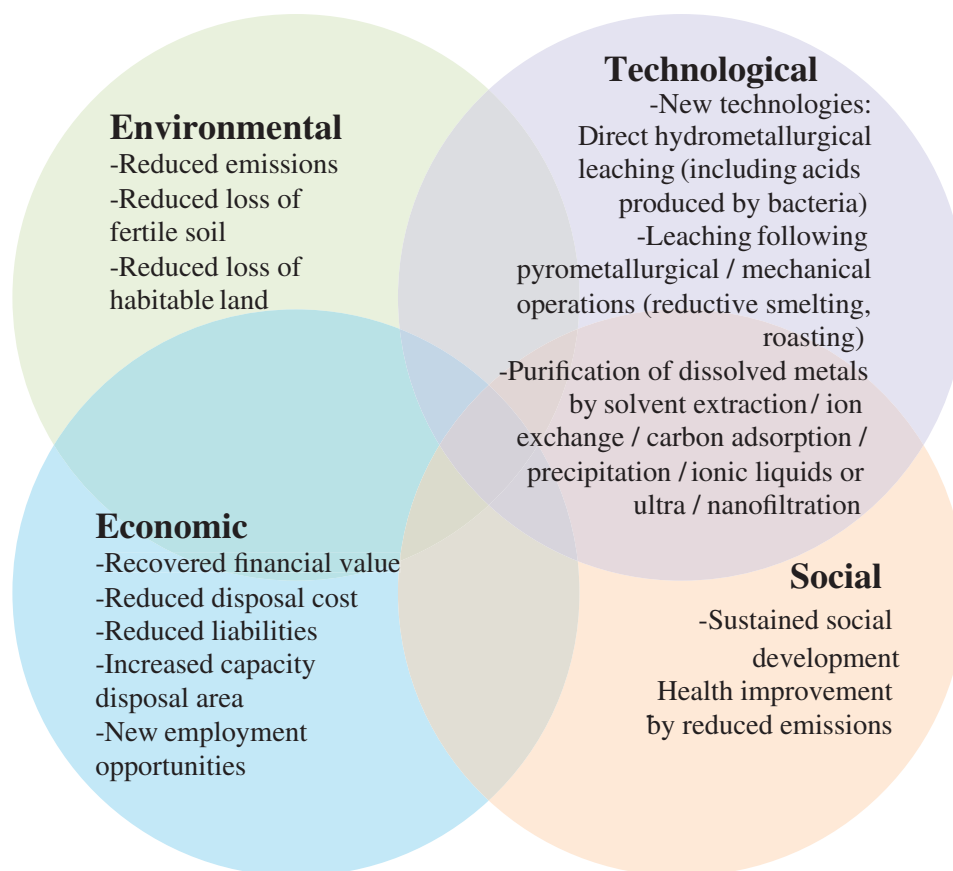 Environmental
-Reduced emissions
-Reduced loss of
fertile soil
-Reduced loss of
habitable land
Technological
-New technologies:
Direct hydrometallurgical
leaching (including acids
produced by bacteria)
-Leaching following
pyrometallurgical / mechanical
operations (reductive smelting,
roasting)
-Purification of dissolved metals
by solvent extraction / ion
exchange / carbon adsorption /
precipitation / ionic liquids or
ultra / nanofiltration
Economic
-Recovered financial value
-Reduced disposal cost
-Reduced liabilities
-Increased capacity
disposal area
-New employment
opportunities
Social
-Sustained social
development
Health improvement
by reduced emissions